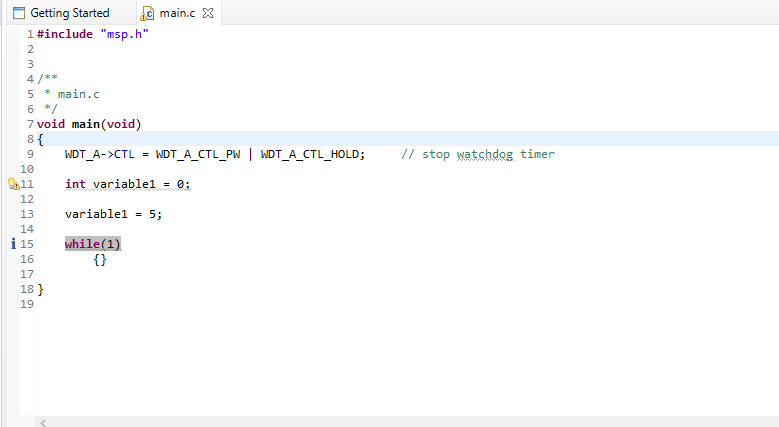 Getting Started main.c
1 #include "msp.h"
2
3
4 /**
5 * main.c
6 */
7 void main(void)
8 {
9 WDT_A->CTL = WDT_A_CTL_PW | WDT_A_CTL_HOLD; // stop watchdog timer
10
11 int variable1 = 0;
12
13 variable1 = 5;
14
15 while(1)
16 {}
17
18 }
19